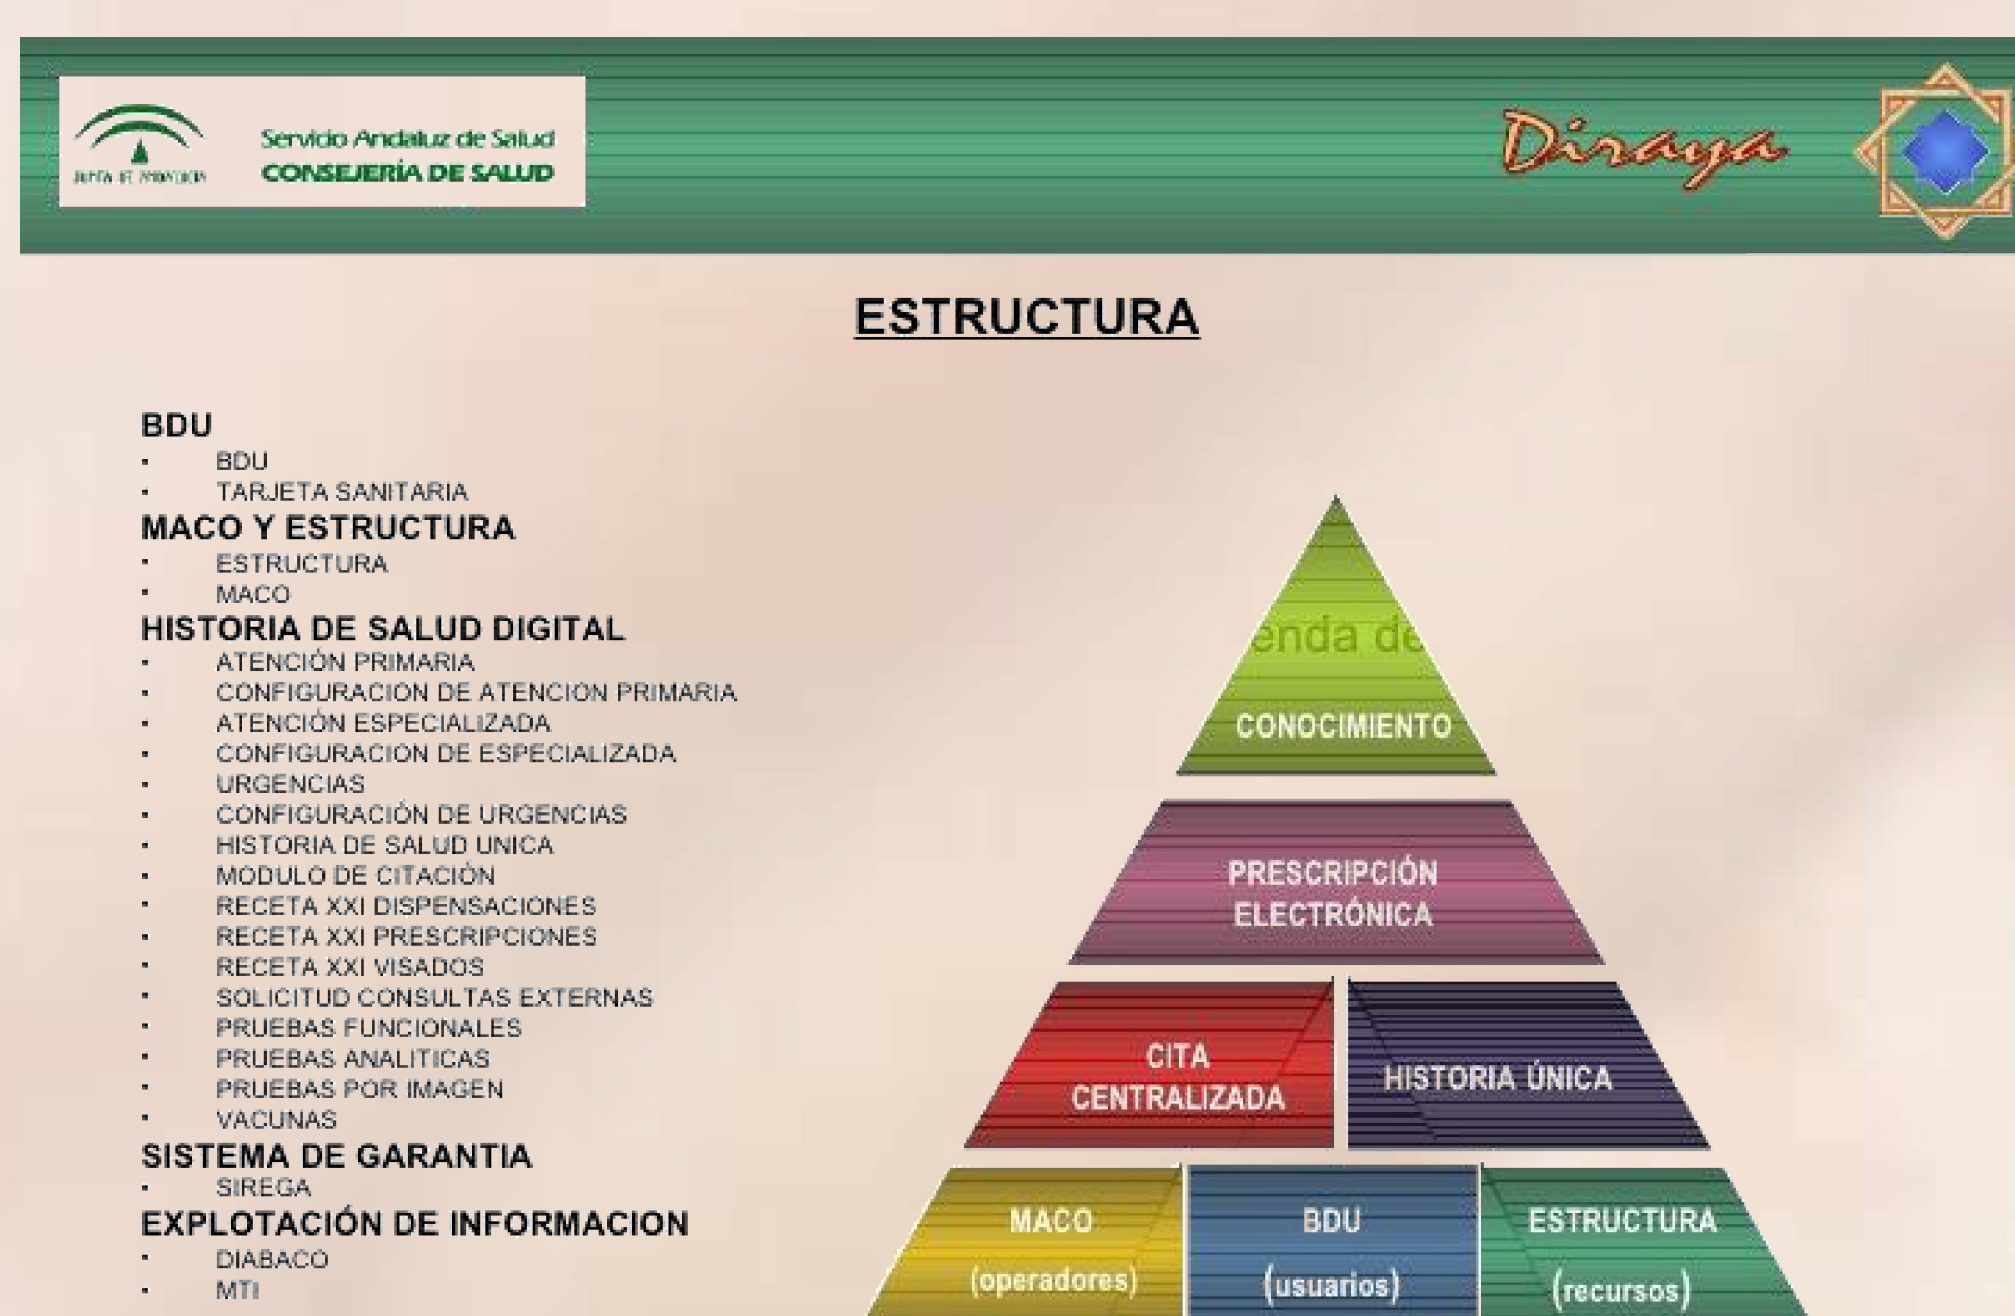 JUNTA DE ANDALUCIA
Servicio Andaluz de Salud
CONSEJERÍA DE SALUD
Diraya
ESTRUCTURA
BDU
▪ BDU
▪ TARJETA SANITARIA
MACO Y ESTRUCTURA
▪ ESTRUCTURA
▪ MACO
HISTORIA DE SALUD DIGITAL
▪ ATENCIÓN PRIMARIA
▪ CONFIGURACION DE ATENCION PRIMARIA
▪ ATENCIÓN ESPECIALIZADA
▪ CONFIGURACION DE ESPECIALIZADA
▪ URGENCIAS
▪ CONFIGURACIÓN DE URGENCIAS
▪ HISTORIA DE SALUD UNICA
▪ MODULO DE CITACIÓN
▪ RECETA XXI DISPENSACIONES
▪ RECETA XXI PRESCRIPCIONES
▪ RECETA XXI VISADOS
▪ SOLICITUD CONSULTAS EXTERNAS
▪ PRUEBAS FUNCIONALES
▪ PRUEBAS ANALITICAS
▪ PRUEBAS POR IMAGEN
▪ VACUNAS
SISTEMA DE GARANTIA
▪ SIREGA
EXPLOTACIÓN DE INFORMACION
▪ DIABACO
▪ MTI
enda de
CONOCIMIENTO
PRESCRIPCIÓN
ELECTRÓNICA
CITA
CENTRALIZADA
HISTORIA ÚNICA
MACO
(operadores)
BDU
(usuarios)
ESTRUCTURA
(recursos)